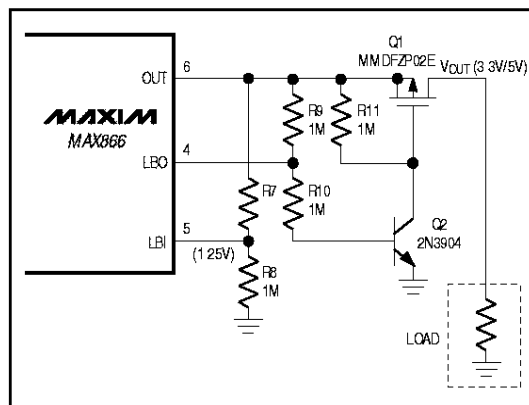 Q1
MMDFZP02E
6
OUT
VOUT (3 3V/5V)
R9
1M
R11
1M
MAXIM
MAX866
4
LBO
R7
R10
1M
Q2
2N3904
5
LBI
(1 25V)
R8
1M
LOAD